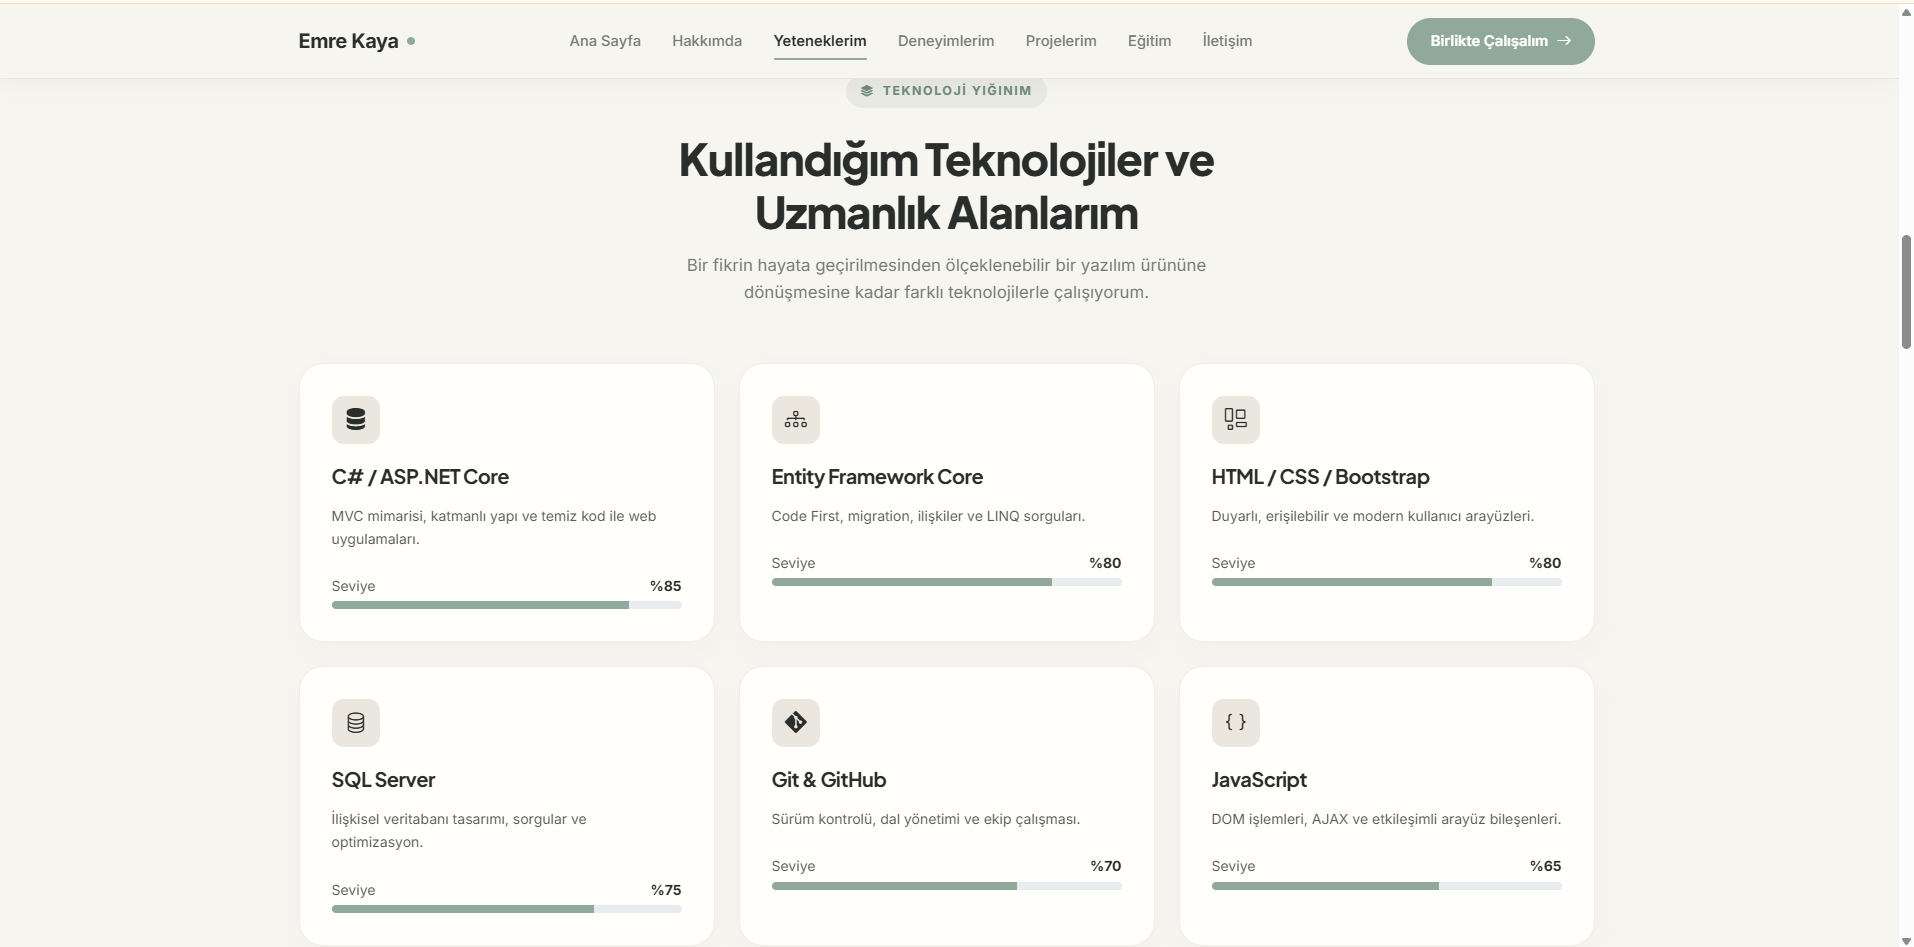 Emre Kaya
Ana Sayfa
Hakkımda
Yeteneklerim
Deneyimlerim
Projelerim
Eğitim
İletişim
Birlikte Çalışalım →
TEKNOLOJİ YIĞINIM
Kullandığım Teknolojiler ve
Uzmanlık Alanlarım
Bir fikrin hayata geçirilmesinden ölçeklenebilir bir yazılım ürününe
dönüşmesine kadar farklı teknolojilerle çalışıyorum.
C# / ASP.NET Core
MVC mimarisi, katmanlı yapı ve temiz kod ile web
uygulamaları.
Seviye %85
Entity Framework Core
Code First, migration, ilişkiler ve LINQ sorguları.
Seviye %80
HTML / CSS / Bootstrap
Duyarlı, erişilebilir ve modern kullanıcı arayüzleri.
Seviye %80
SQL Server
İlişkisel veritabanı tasarımı, sorgular ve
optimizasyon.
Seviye %75
Git & GitHub
Sürüm kontrolü, dal yönetimi ve ekip çalışması.
Seviye %70
{ }
JavaScript
DOM işlemleri, AJAX ve etkileşimli arayüz bileşenleri.
Seviye %65